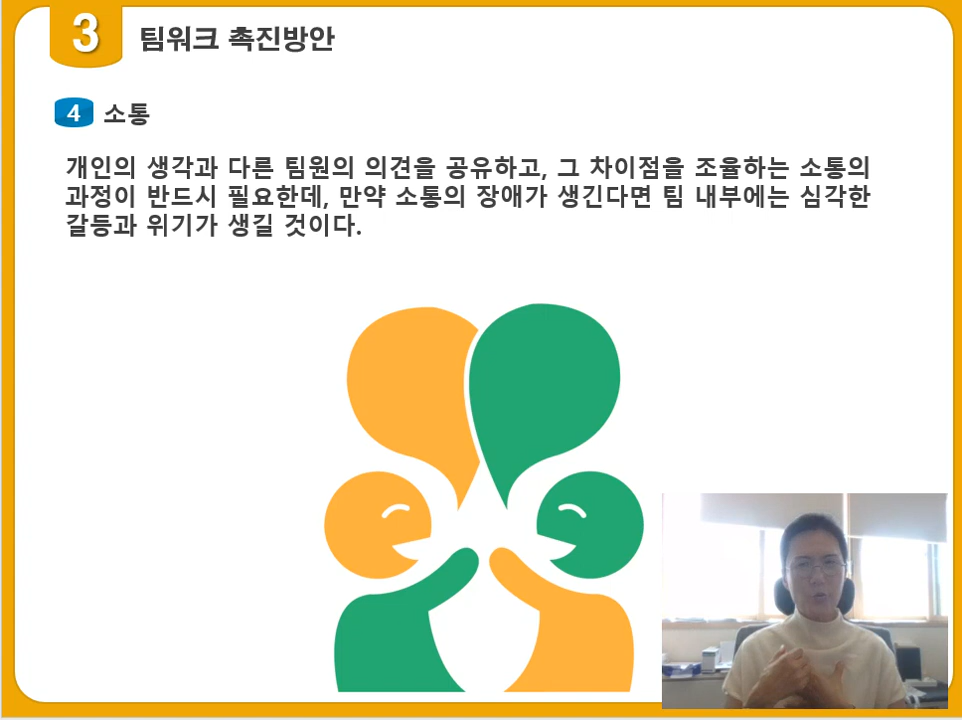 3 팀워크 촉진방안
4 소통
개인의 생각과 다른 팀원의 의견을 공유하고, 그 차이점을 조율하는 소통의
과정이 반드시 필요한데, 만약 소통의 장애가 생긴다면 팀 내부에는 심각한
갈등과 위기가 생길 것이다.